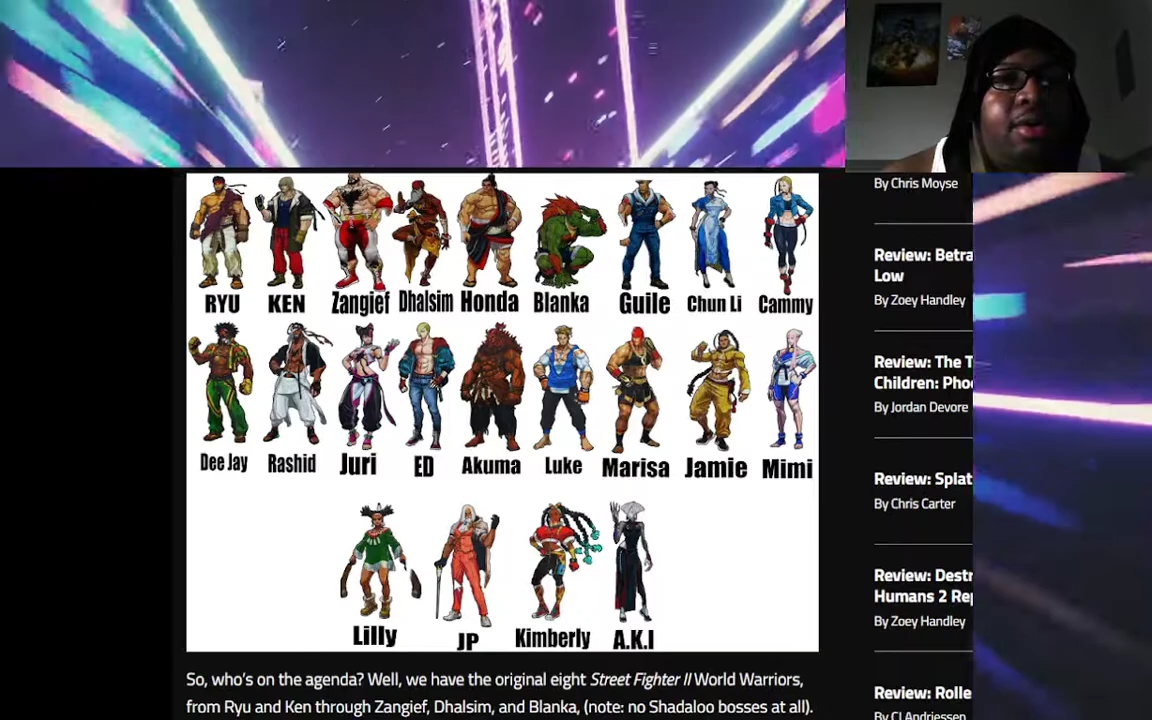 By Chris Moyse
RYU KEN Zangief Dhalsim Honda Blanka Guile Chun Li Cammy
Review: Betra
Low
By Zoey Handley
Dee Jay Rashid Juri ED Akuma Luke Marisa Jamie Mimi
Review: The T
Children: Phoe
By Jordan Devore
Review: Splat
By Chris Carter
Lilly JP Kimberly A.K.I
Review: Destr
Humans 2 Rep
By Zoey Handley
So, who's on the agenda? Well, we have the original eight Street Fighter II World Warriors,
from Ryu and Ken through Zangief, Dhalsim, and Blanka, (note: no Shadaloo bosses at all).
Review: Rolle
By CJ Andriessen